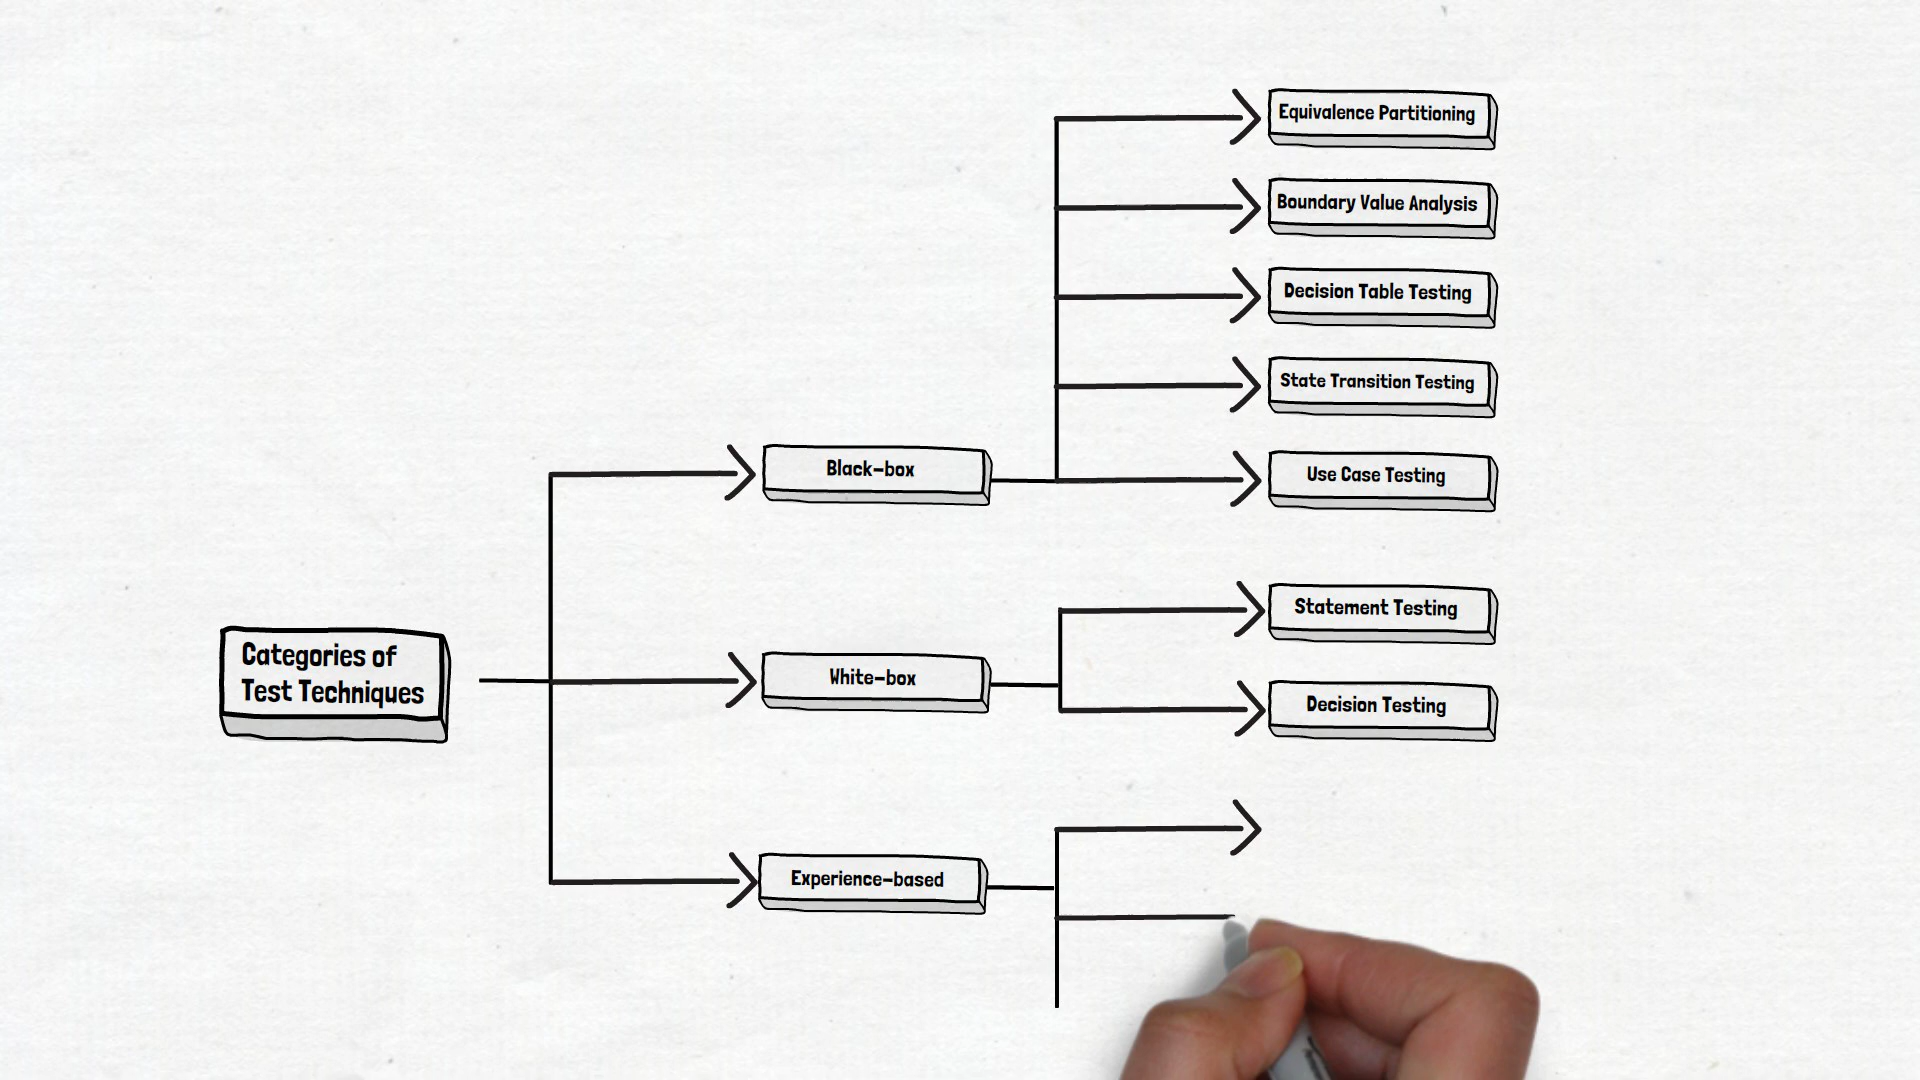 Categories of
Test Techniques
Black-box
White-box
Experience-based
Equivalence Partitioning
Boundary Value Analysis
Decision Table Testing
State Transition Testing
Use Case Testing
Statement Testing
Decision Testing